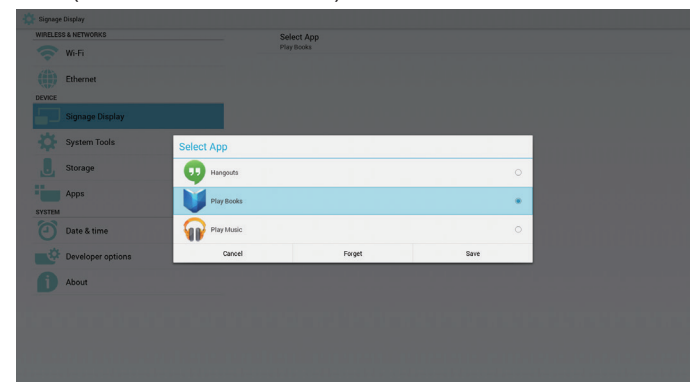 Signage Display
WIRELESS & NETWORKS
Wi-Fi
Ethernet
DEVICE
Signage Display
System Tools
Storage
Apps
SYSTEM
Date & time
Developer options
About
Select App
Play Books
Select App
Hangouts
Play Books
Play Music
Cancel
Forget
Save